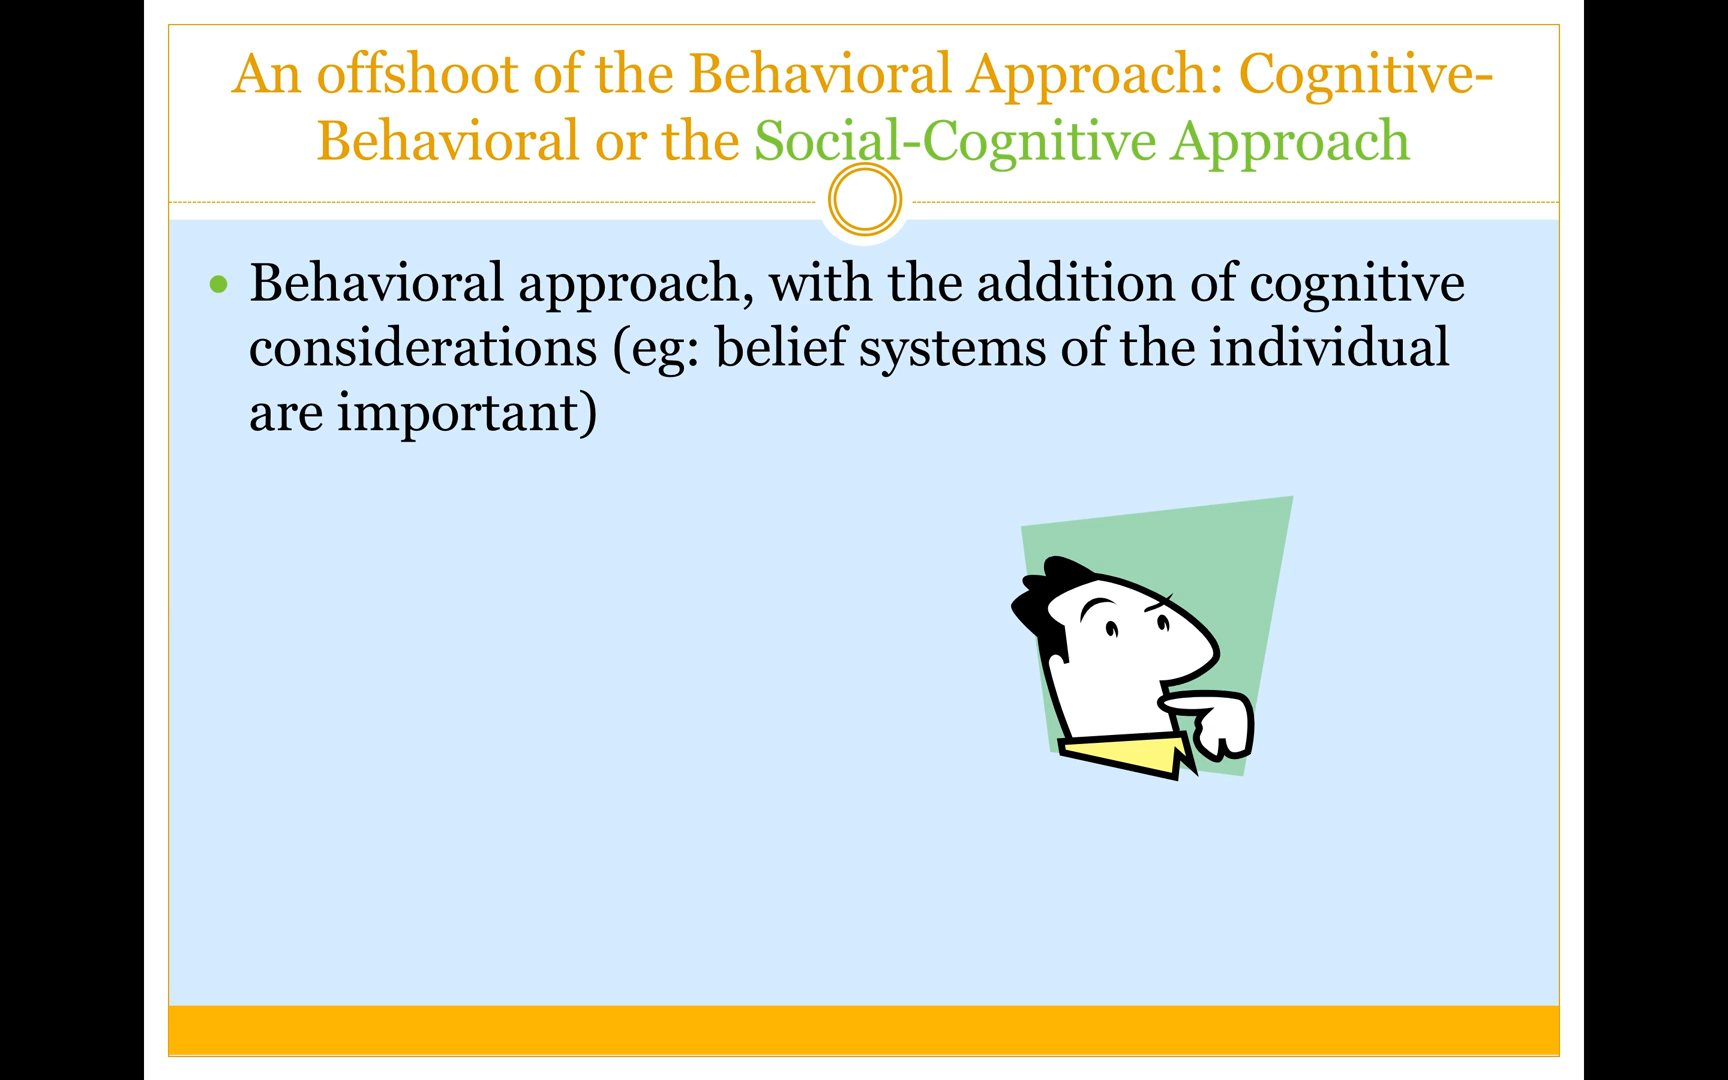 An offshoot of the Behavioral Approach: Cognitive-
Behavioral or the Social-Cognitive Approach
• Behavioral approach, with the addition of cognitive
considerations (eg: belief systems of the individual
are important)